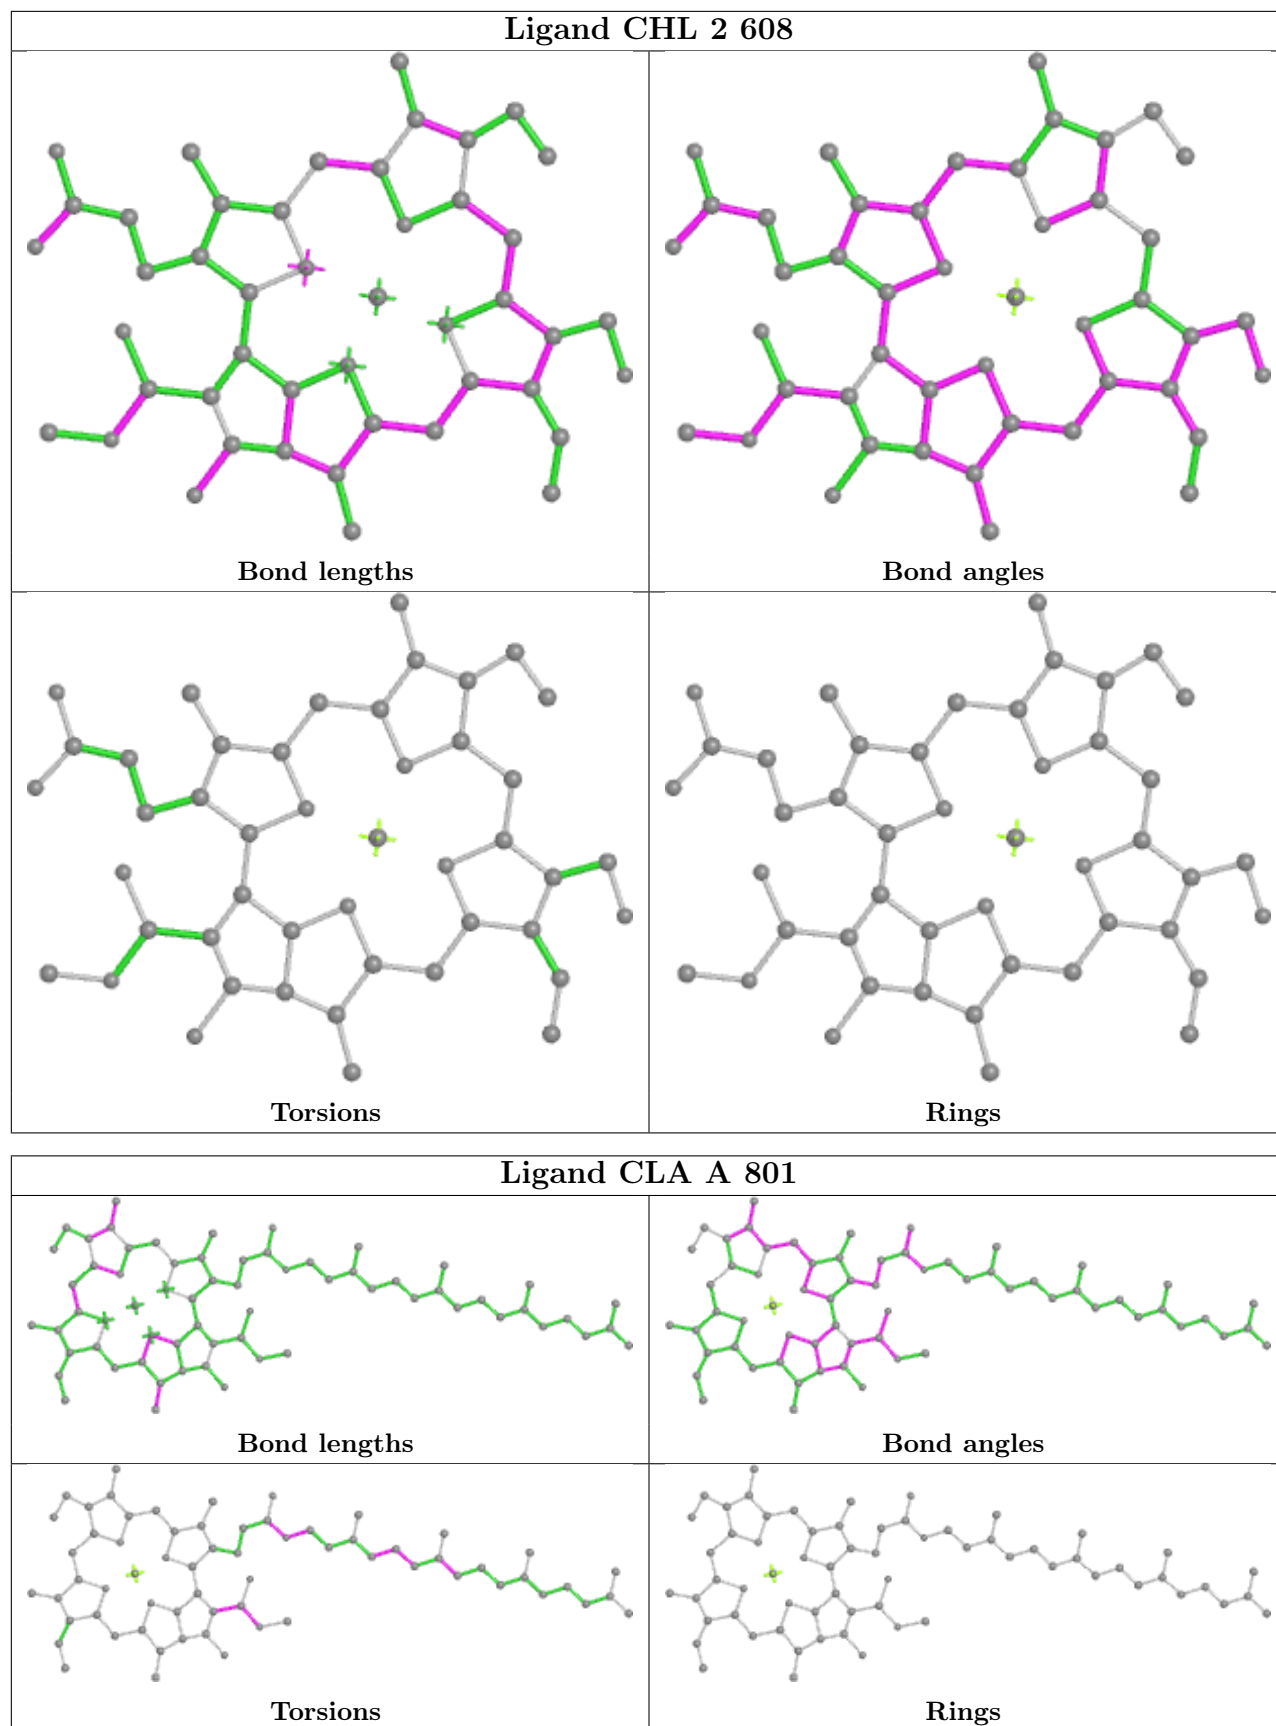 Ligand CHL 2 608
Bond lengths
Bond angles
Torsions
Rings
Ligand CLA A 801
Bond lengths
Bond angles
Torsions
Rings